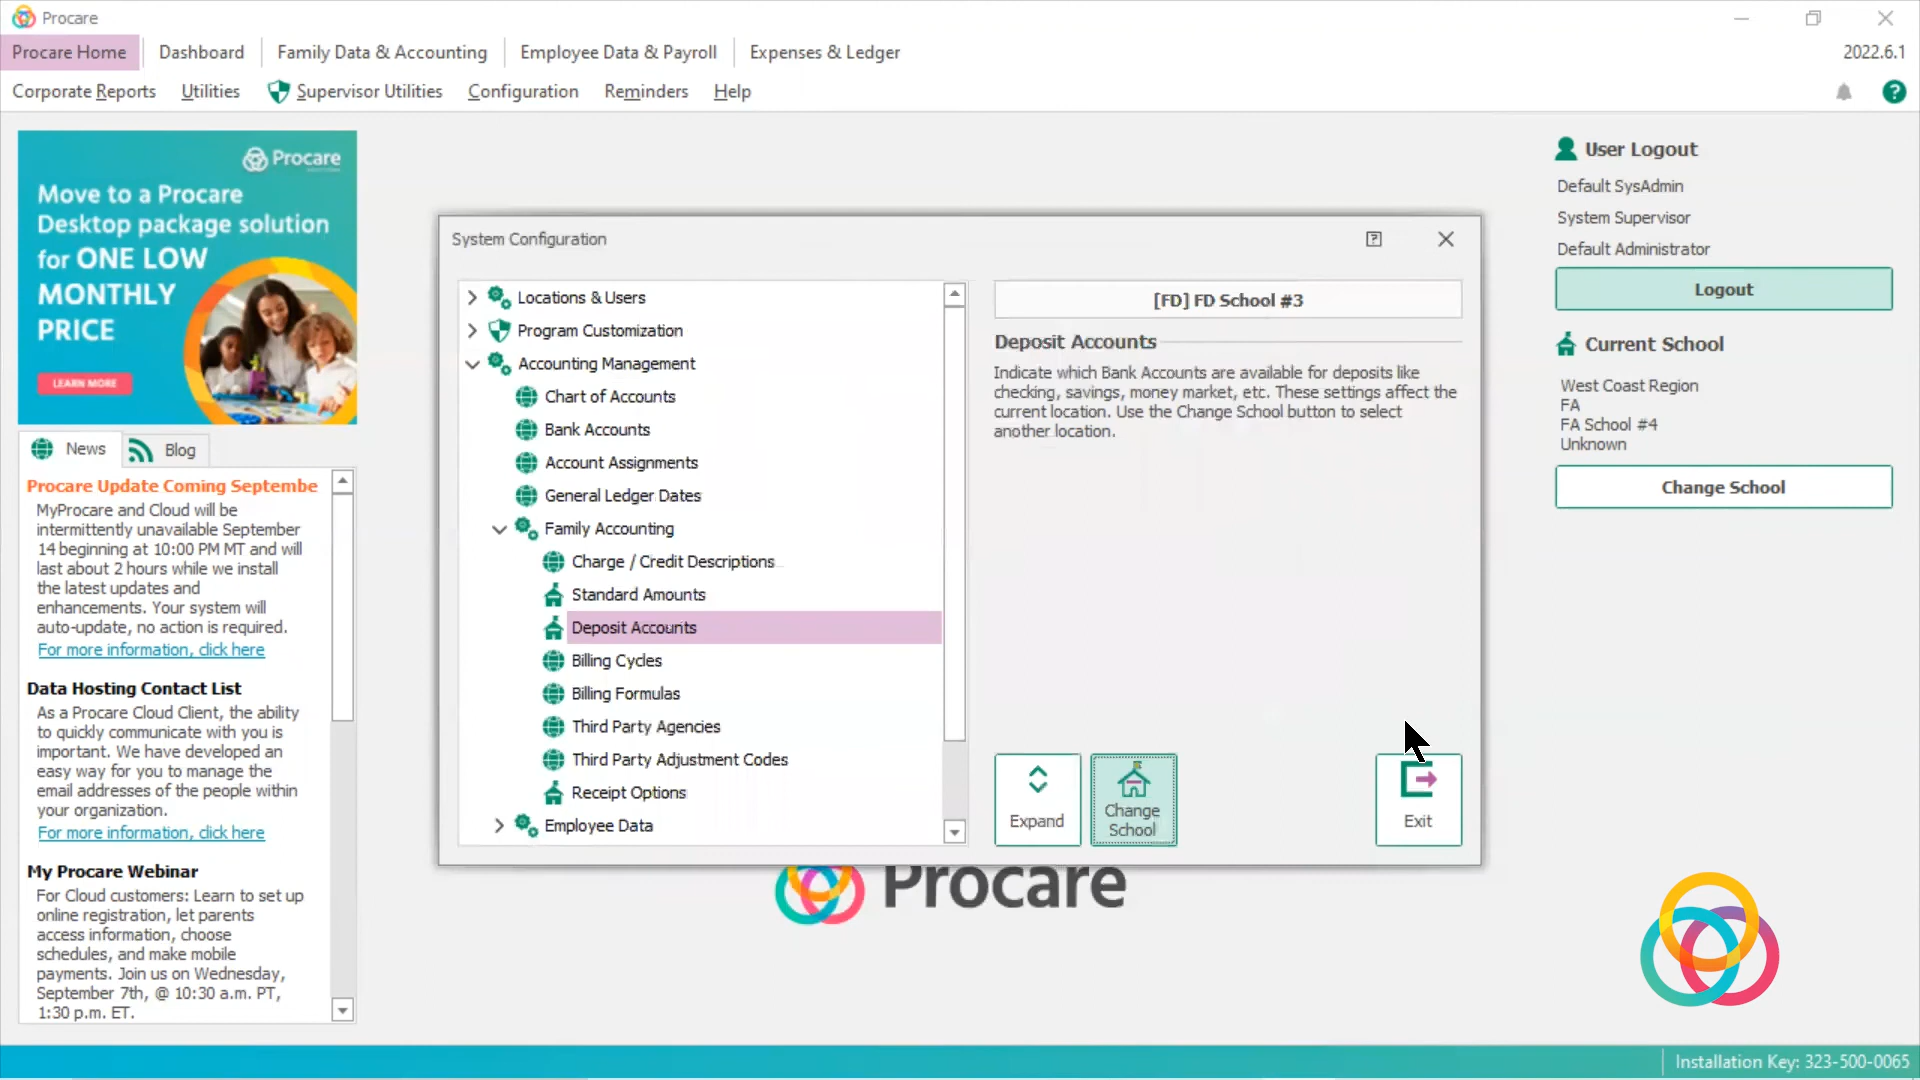 Procare
Procare Home
Dashboard
Family Data & Accounting
Employee Data & Payroll
Expenses & Ledger
2022.6.1
Corporate Reports
Utilities
Supervisor Utilities
Configuration
Reminders
Help
?
Procare
Move to a Procare
Desktop package solution
for ONE LOW
MONTHLY
PRICE
LEARN MORE
News
Blog
Procare Update Coming Septembe
MyProcare and Cloud will be
intermittently unavailable September
14 beginning at 10:00 PM MT and will
last about 2 hours while we install
the latest updates and
enhancements. Your system will
auto-update, no action is required.
For more information, click here
Data Hosting Contact List
As a Procare Cloud Client, the ability
to quickly communicate with you is
important. We have developed an
easy way for you to manage the
email addresses of the people within
your organization.
For more information, click here
My Procare Webinar
For Cloud customers: Learn to set up
online registration, let parents
access information, choose
schedules, and make mobile
payments. Join us on Wednesday,
September 7th, @ 10:30 a.m. PT,
1:30 p.m. ET.
System Configuration
?
Locations & Users
Program Customization
Accounting Management
Chart of Accounts
Bank Accounts
Account Assignments
General Ledger Dates
Family Accounting
Charge / Credit Descriptions
Standard Amounts
Deposit Accounts
Billing Cycles
Billing Formulas
Third Party Agencies
Third Party Adjustment Codes
Receipt Options
Employee Data
[FD] FD School #3
Deposit Accounts
Indicate which Bank Accounts are available for deposits like
checking, savings, money market, etc. These settings affect the
current location. Use the Change School button to select
another location.
Expand
Change
School
Exit
Procare
User Logout
Default SysAdmin
System Supervisor
Default Administrator
Logout
Current School
West Coast Region
FA
FA School #4
Unknown
Change School
Installation Key: 323-500-0065